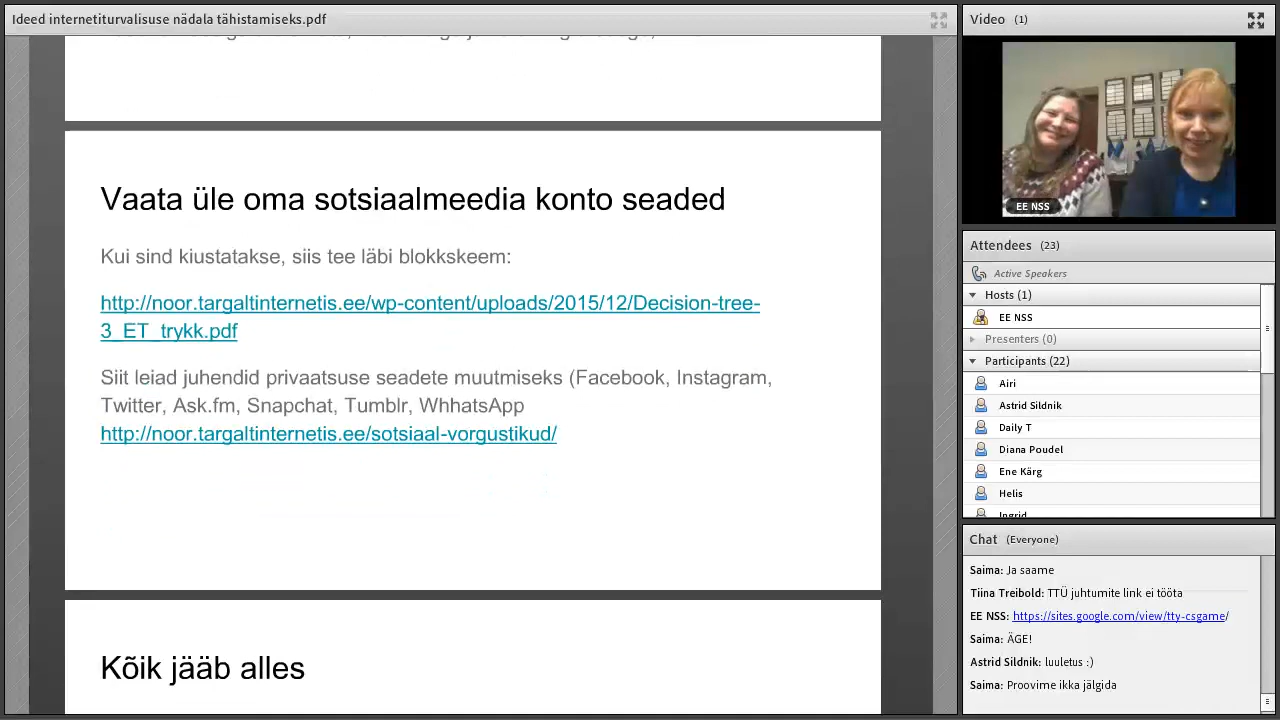 Ideed internetiturvalisuse nädala tähistamiseks.pdf
Vaata üle oma sotsiaalmeedia konto seaded
Kui sind kiustatakse, siis tee läbi blokkskeem:
http://noor.targaltinternetis.ee/wp-content/uploads/2015/12/Decision-tree-
3_ET_trykk.pdf
Siit leiad juhendid privaatsuse seadete muutmiseks (Facebook, Instagram,
Twitter, Ask.fm, Snapchat, Tumblr, WhhatsApp
http://noor.targaltinternetis.ee/sotsiaal-vorgustikud/
Kõik jääb alles
Video (1)
EE NSS
Attendees (23)
Active Speakers
Hosts (1)
EE NSS
Presenters (0)
Participants (22)
Airi
Astrid Sildnik
Daily T
Diana Poudel
Ene Kärg
Helis
Ingrid
Chat (Everyone)
Saima: Ja saame
Tiina Treibold: TTÜ juhtumite link ei tööta
EE NSS: https://sites.google.com/view/tty-csgame/
Saima: ÄGE!
Astrid Sildnik: luuletus :)
Saima: Proovime ikka jälgida